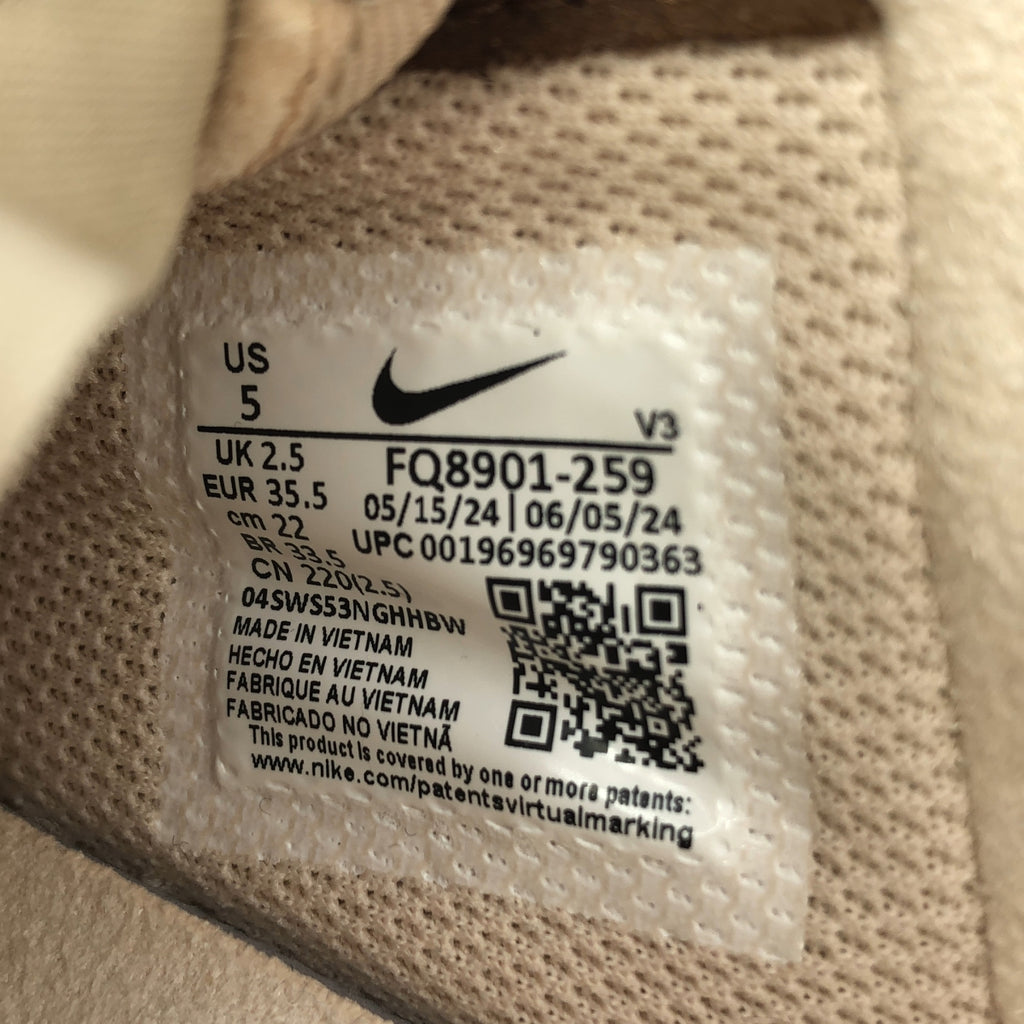 US
5
V3
UK 2.5
FQ8901-259
EUR 35.5
05/15/24 | 06/05/24
cm 22
UPC 00196969790363
BR 33.5
CN 220(2.5)
04SWS53NGHHBW
MADE IN VIETNAM
HECHO EN VIETNAM
FABRIQUE AU VIETNAM
FABRICADO NO VIETNÃ
This product is covered by one or more patents:
www.nike.com/patentsvirtualmarking